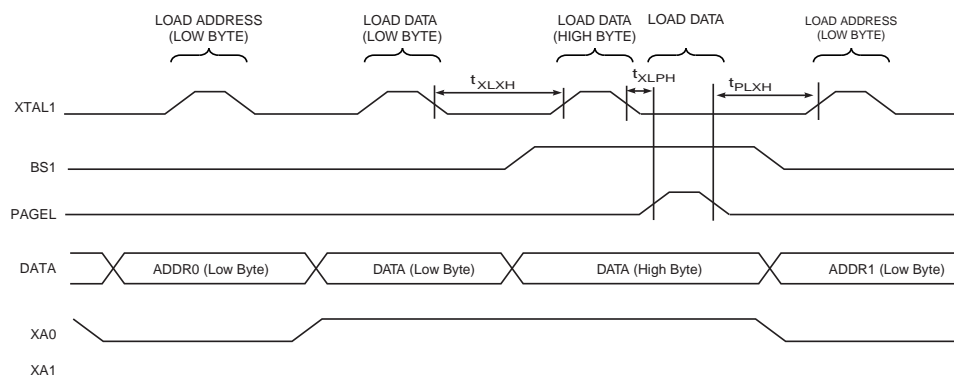 LOAD ADDRESS
(LOW BYTE)
LOAD DATA
(LOW BYTE)
LOAD DATA
(HIGH BYTE)
LOAD DATA
LOAD ADDRESS
(LOW BYTE)
tXLXH
tXLPH
tPLXH
XTAL1
BS1
PAGEL
DATA
ADDR0 (Low Byte)
DATA (Low Byte)
DATA (High Byte)
ADDR1 (Low Byte)
XA0
XA1